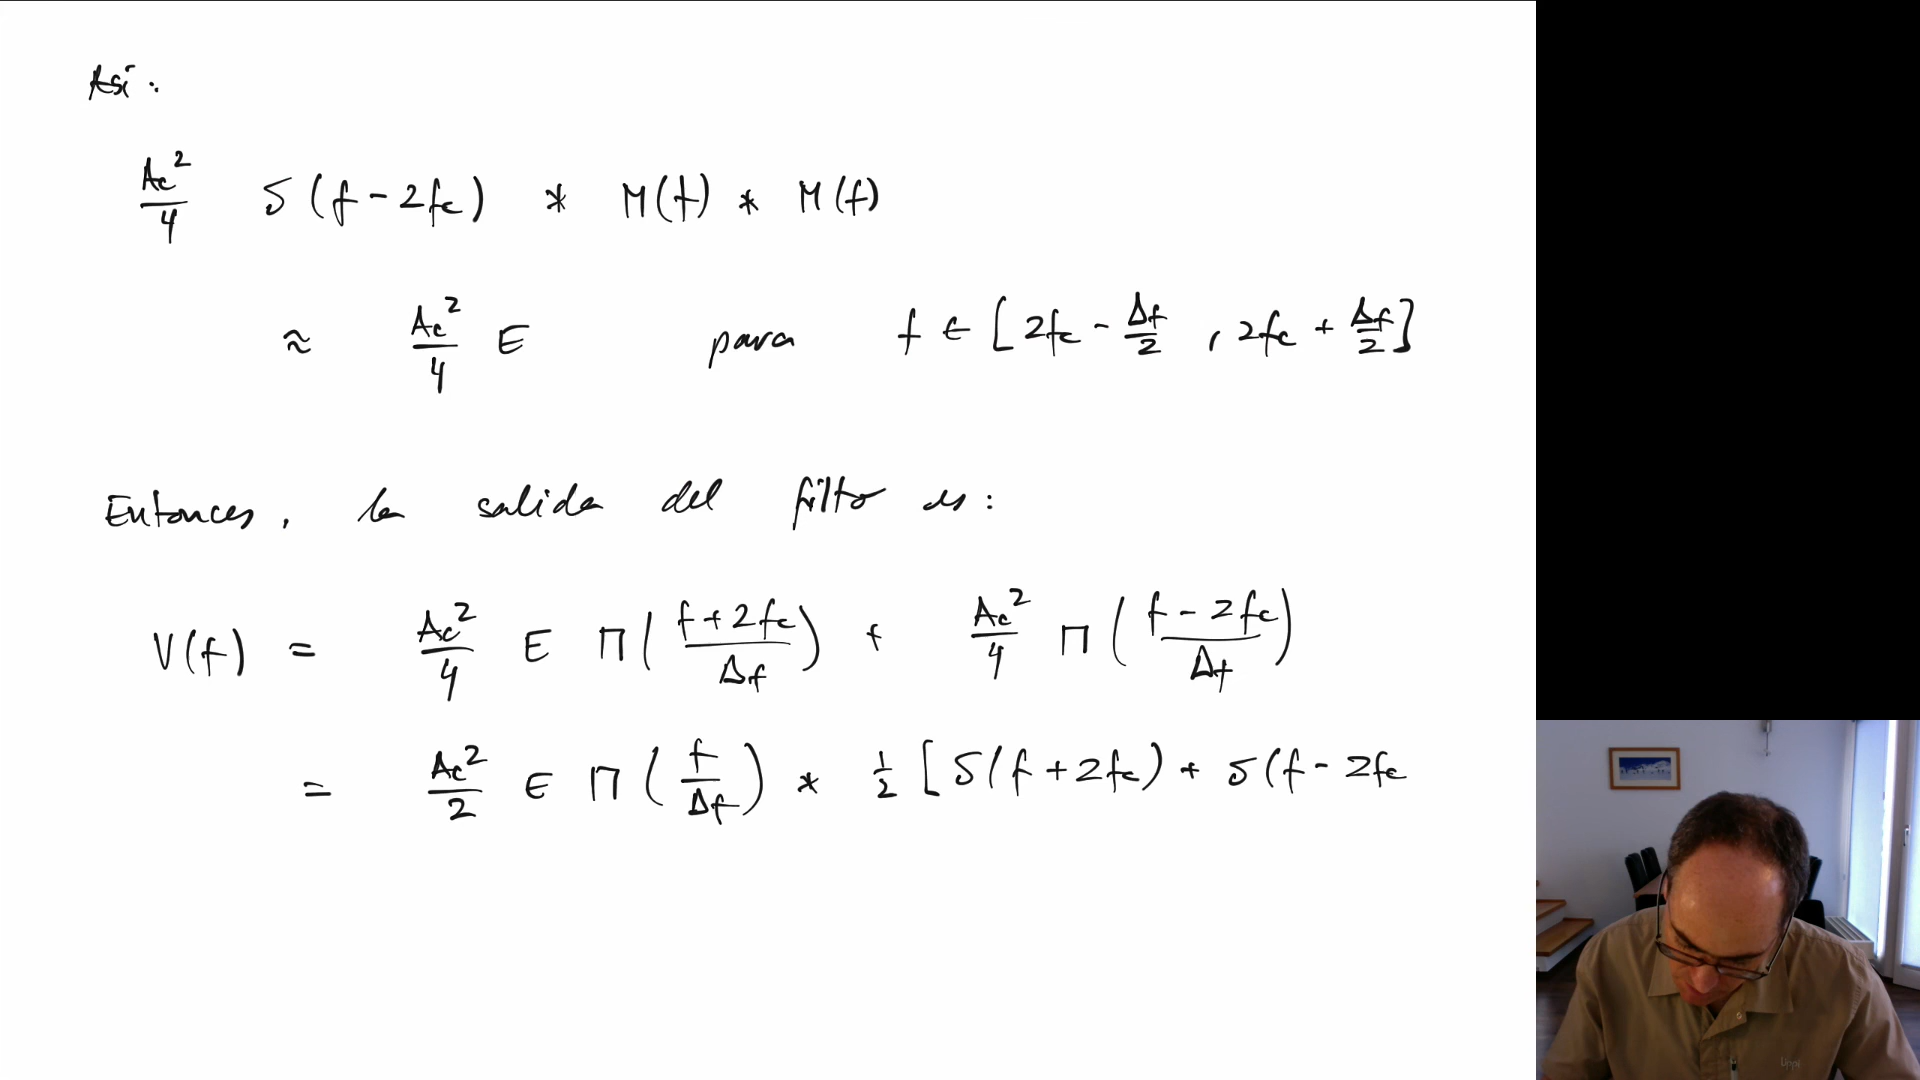 Así:
Ac²/4 δ(f - 2fc) * M(f) * M(f)
≈ Ac²/4 E para f ∈ [2fc - Δf/2 , 2fc + Δf/2]
Entonces, la salida del filto es:
V(f) = Ac²/4 E Π((f + 2fc)/Δf) + Ac²/4 Π((f - 2fc)/Δf)
= Ac²/2 E Π(f/Δf) * 1/2 [δ(f + 2fc) + δ(f - 2fc